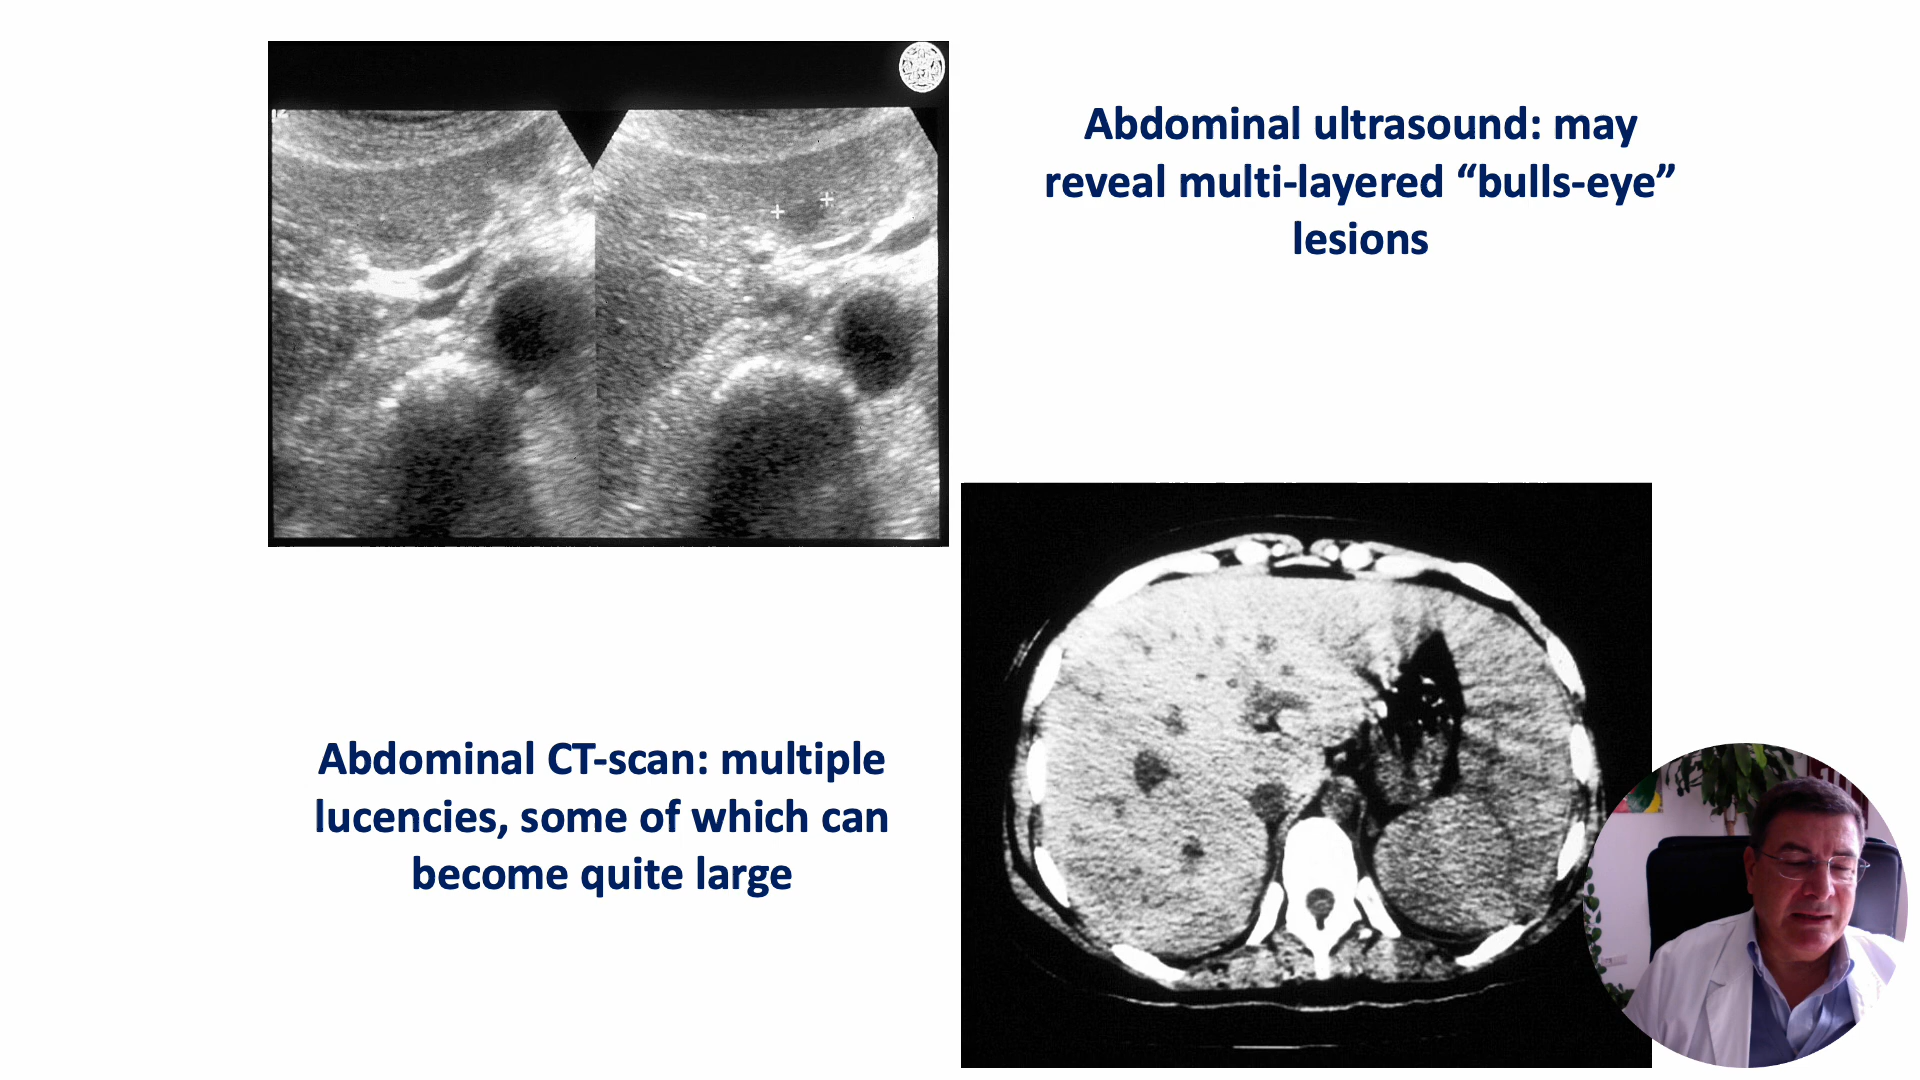 Abdominal ultrasound: may
reveal multi-layered “bulls-eye”
lesions
Abdominal CT-scan: multiple
lucencies, some of which can
become quite large